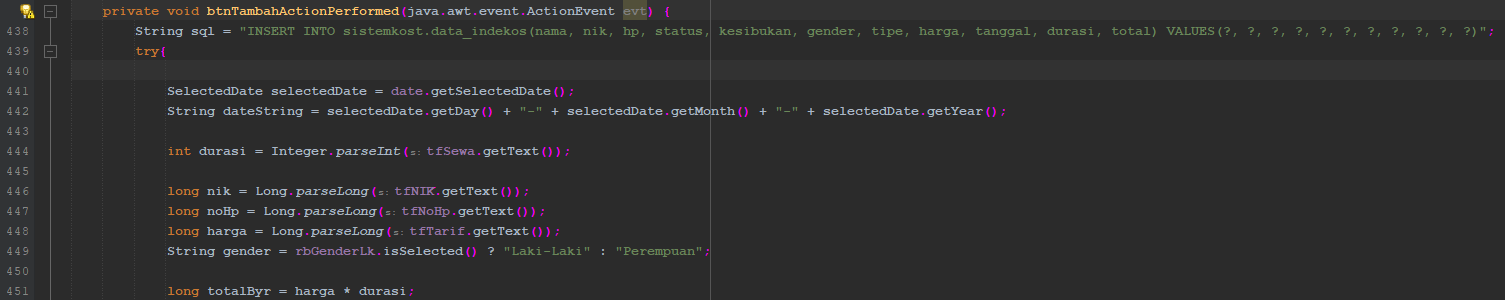 private void btnTambahActionPerformed(java.awt.event.ActionEvent evt) {
438 String sql = "INSERT INTO sistemkost.data_indekos(nama, nik, hp, status, kesibukan, gender, tipe, harga, tanggal, durasi, total) VALUES(?, ?, ?, ?, ?, ?, ?, ?, ?, ?, ?)";
439 try{
440
441 SelectedDate selectedDate = date.getSelectedDate();
442 String dateString = selectedDate.getDay() + "-" + selectedDate.getMonth() + "-" + selectedDate.getYear();
443
444 int durasi = Integer.parseInt(s: tfSewa.getText());
445
446 long nik = Long.parseLong(s: tfNIK.getText());
447 long noHp = Long.parseLong(s: tfNoHp.getText());
448 long harga = Long.parseLong(s: tfTarif.getText());
449 String gender = rbGenderLk.isSelected() ? "Laki-Laki" : "Perempuan";
450
451 long totalByr = harga * durasi;